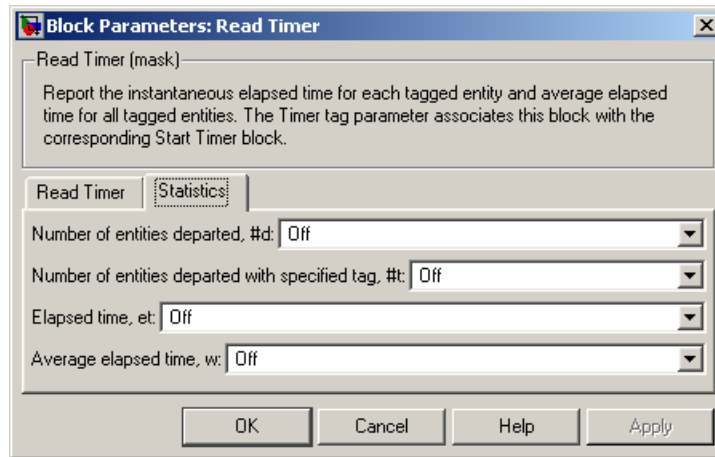 Block Parameters: Read Timer
Read Timer (mask)
Report the instantaneous elapsed time for each tagged entity and average elapsed
time for all tagged entities. The Timer tag parameter associates this block with the
corresponding Start Timer block.
Read Timer Statistics
Number of entities departed, #d: Off
Number of entities departed with specified tag, #t: Off
Elapsed time, et: Off
Average elapsed time, w: Off
OK Cancel Help Apply